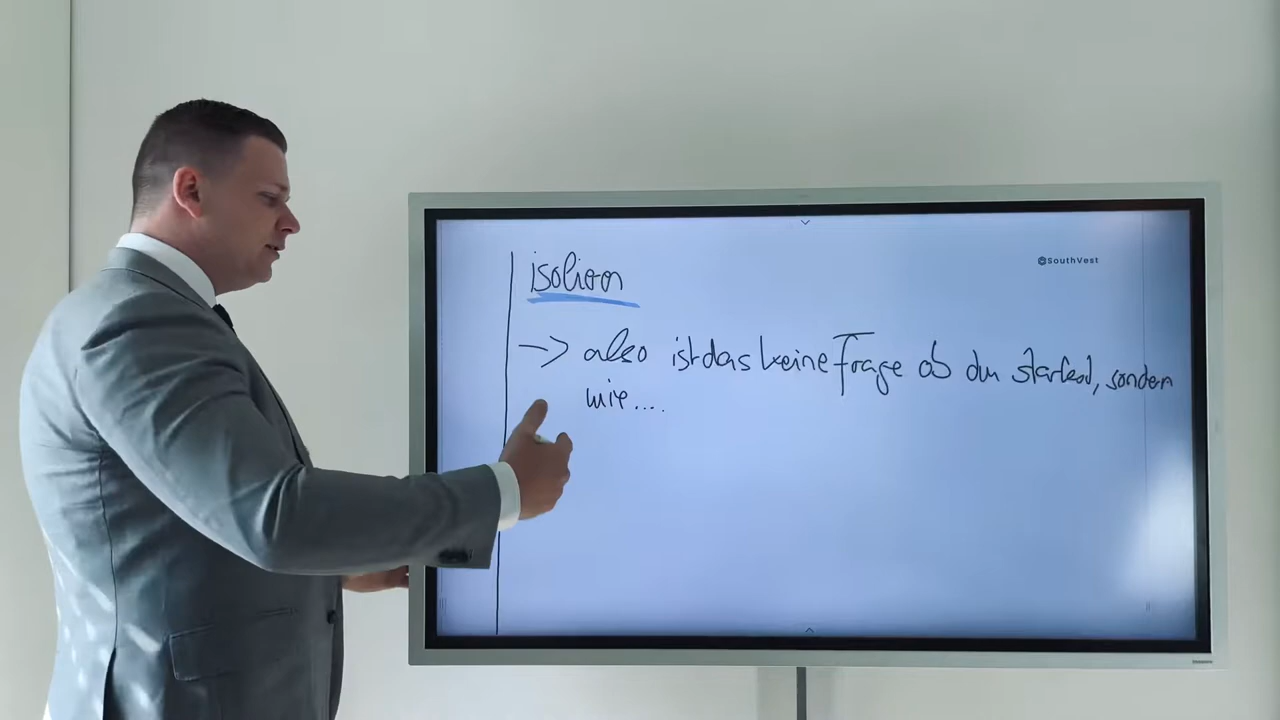 isolieren
SouthVest
-> also ist das keine Frage ob du startest, sondern
wie....